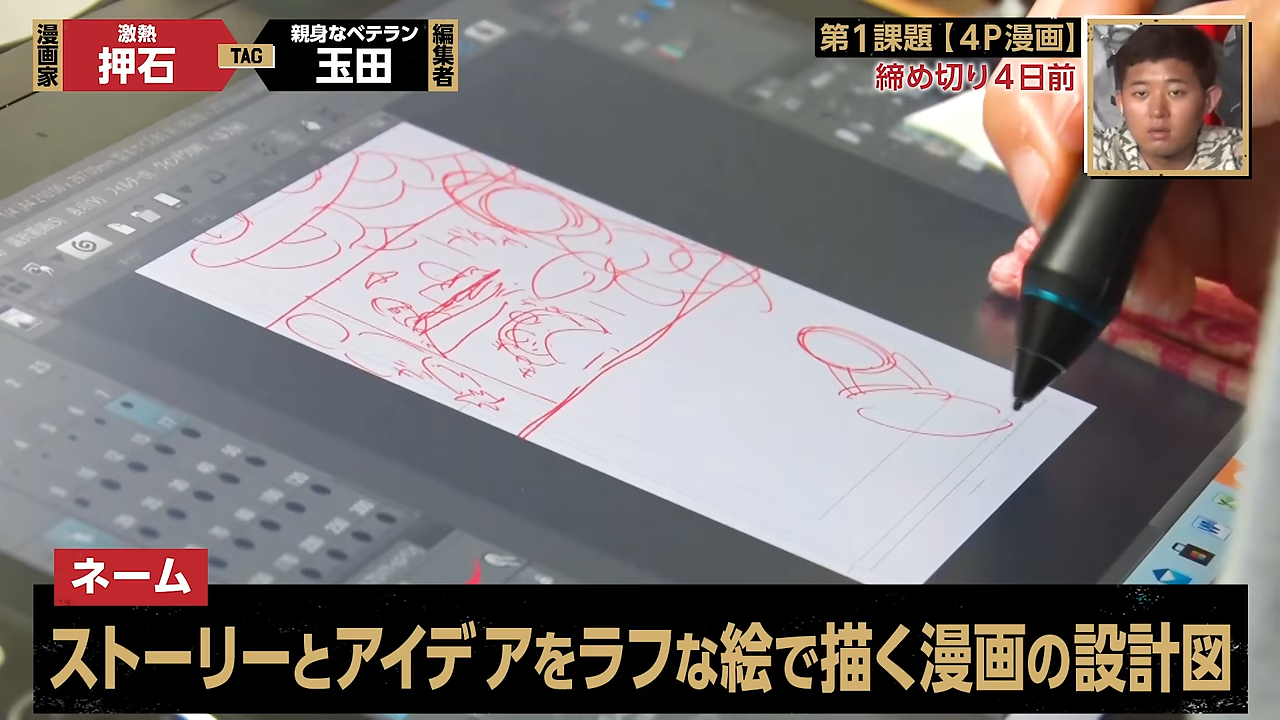 漫画家
激熱
押石
TAG
親身なベテラン
玉田
編集者
第1課題【4P漫画】
締め切り4日前
ネーム
ストーリーとアイデアをラフな絵で描く漫画の設計図